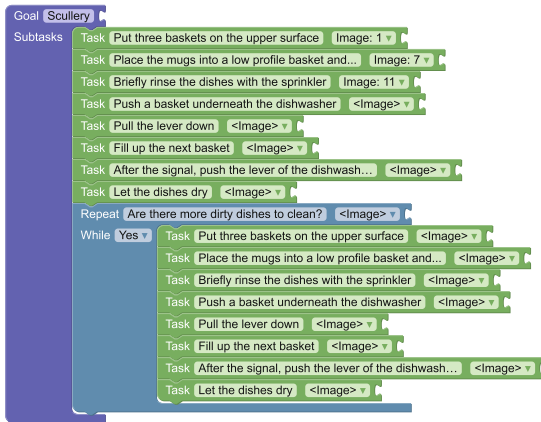 Goal Scullery
Subtasks Task Put three baskets on the upper surface Image: 1 ▾
Task Place the mugs into a low profile basket and... Image: 7 ▾
Task Briefly rinse the dishes with the sprinkler Image: 11 ▾
Task Push a basket underneath the dishwasher <Image> ▾
Task Pull the lever down <Image> ▾
Task Fill up the next basket <Image> ▾
Task After the signal, push the lever of the dishwash... <Image> ▾
Task Let the dishes dry <Image> ▾
Repeat Are there more dirty dishes to clean? <Image> ▾
While Yes ▾ Task Put three baskets on the upper surface <Image> ▾
Task Place the mugs into a low profile basket and... <Image> ▾
Task Briefly rinse the dishes with the sprinkler <Image> ▾
Task Push a basket underneath the dishwasher <Image> ▾
Task Pull the lever down <Image> ▾
Task Fill up the next basket <Image> ▾
Task After the signal, push the lever of the dishwash... <Image> ▾
Task Let the dishes dry <Image> ▾